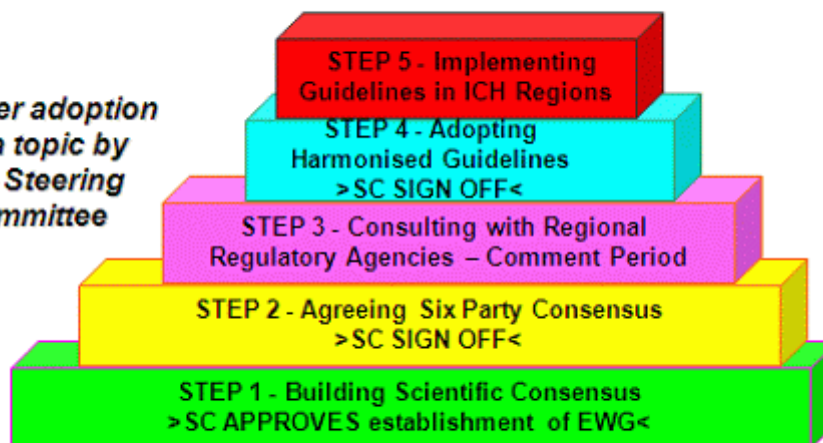 STEP 5 - Implementing
Guidelines in ICH Regions
adoption
topic by
Steering
STEP 4 - Adopting
Harmonised Guidelines
>SC SIGN OFF<
STEP 3 - Consulting with Regional
Regulatory Agencies – Comment Period
STEP 2 - Agreeing Six Party Consensus
>SC SIGN OFF<
STEP 1 - Building Scientific Consensus
>SC APPROVES establishment of EWG<